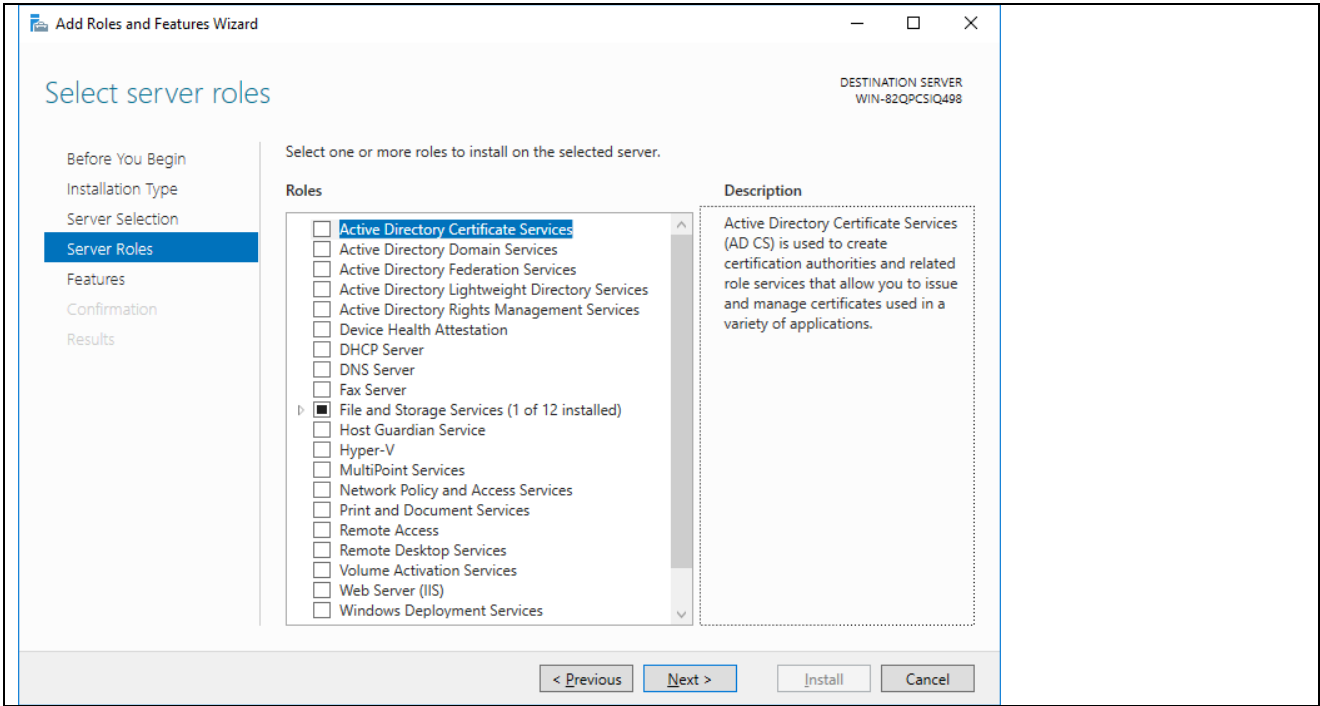 Add Roles and Features Wizard
Select server roles
DESTINATION SERVER
WIN-82QPCSIQ498
Before You Begin
Installation Type
Server Selection
Server Roles
Features
Confirmation
Results
Select one or more roles to install on the selected server.
Roles
Active Directory Certificate Services
Active Directory Domain Services
Active Directory Federation Services
Active Directory Lightweight Directory Services
Active Directory Rights Management Services
Device Health Attestation
DHCP Server
DNS Server
Fax Server
File and Storage Services (1 of 12 installed)
Host Guardian Service
Hyper-V
MultiPoint Services
Network Policy and Access Services
Print and Document Services
Remote Access
Remote Desktop Services
Volume Activation Services
Web Server (IIS)
Windows Deployment Services
Description
Active Directory Certificate Services
(AD CS) is used to create
certification authorities and related
role services that allow you to issue
and manage certificates used in a
variety of applications.
< Previous
Next >
Install
Cancel